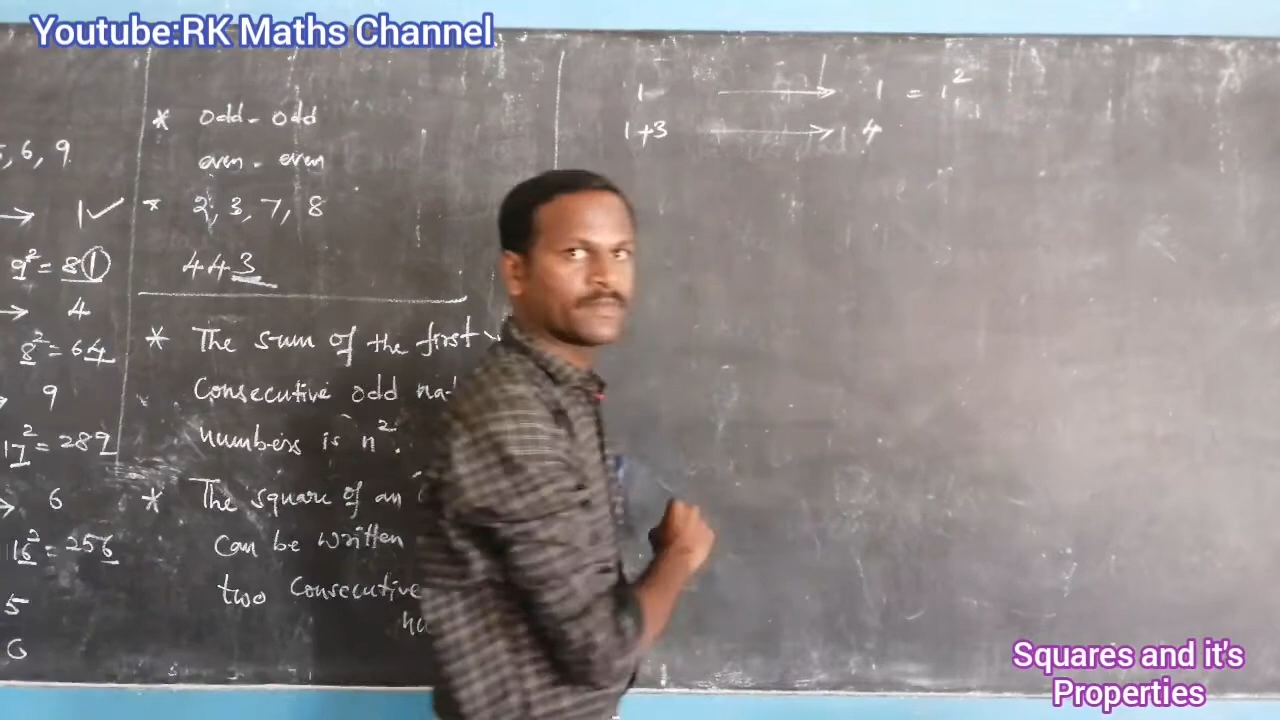 Youtube:RK Maths Channel
5, 6, 9
→ 1✓
9² = 81
→ 4
8² = 64
→ 9
17² = 289
→ 6
16² = 256
5
* odd - odd
even - even
* 2, 3, 7, 8
443
* The sum of the first
Consecutive odd
numbers is n².
* The square of an
can be written
two consecutive
1 → 1 = 1²
1+3 → 4
Squares and it's
Properties